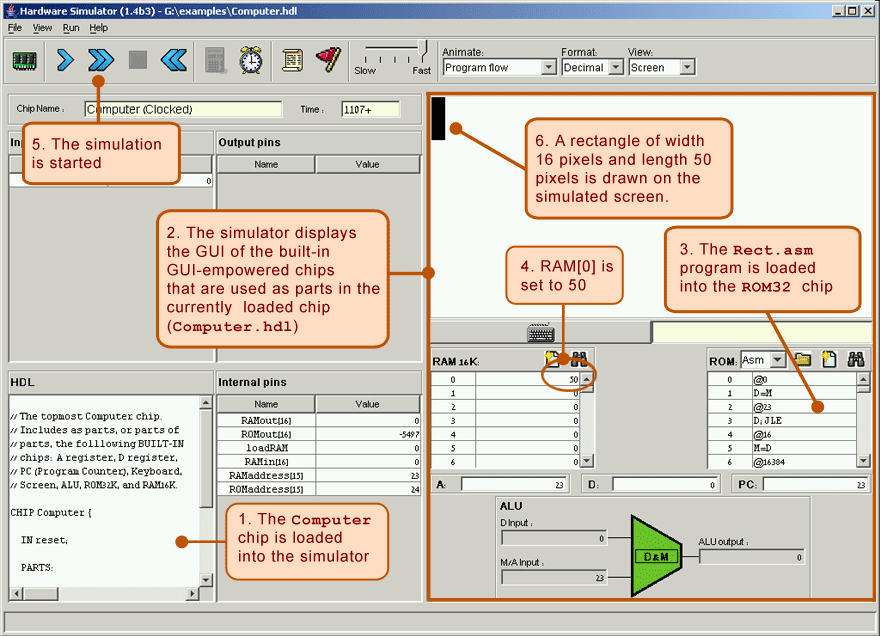 Hardware Simulator (1.4b3) - G:\examples\Computer.hdl
File View Run Help
Slow Fast
Animate:
Program flow
Format:
Decimal
View:
Screen
Chip Name : Computer (Clocked) Time : 1107+
5. The simulation
is started
In
0
Output pins
Name Value
6. A rectangle of width
16 pixels and length 50
pixels is drawn on the
simulated screen.
2. The simulator displays
the GUI of the built-in
GUI-empowered chips
that are used as parts in the
currently loaded chip
(Computer.hdl)
4. RAM[0] is
set to 50
3. The Rect.asm
program is loaded
into the ROM32 chip
HDL
// The topmost Computer chip.
// Includes as parts, or parts of
// parts, the folllowing BUILT-IN
// chips: A register, D register,
// PC (Program Counter), Keyboard,
// Screen, ALU, ROM32K, and RAM16K.
CHIP Computer {
IN reset;
PARTS:
Internal pins
Name Value
RAMout[16] 0
ROMout[16] -5497
loadRAM 0
RAMin[16] 0
RAMaddress[15] 23
ROMaddress[15] 24
1. The Computer
chip is loaded
into the simulator
RAM 16K:
0 50
1 0
2 0
3 0
4 0
5 0
6 0
ROM: Asm
0 @0
1 D=M
2 @23
3 D;JLE
4 @16
5 M=D
6 @16384
A: 23 D: 0 PC: 23
ALU
D Input :
0
M/A Input :
23
D&M
ALU output :
0